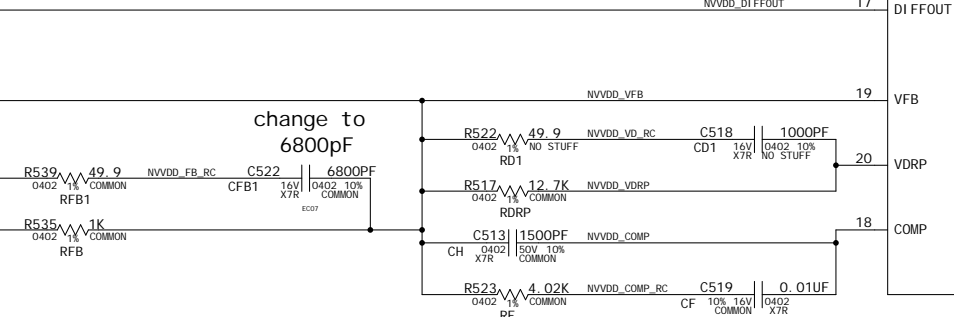 NVVDD_DIFFOUT 17 DIFFOUT
NVVDD_VFB 19 VFB
change to
6800pF
R522 49.9 NVVDD_VD_RC C518 1000PF
0402 1% NO STUFF CD1 16V 0402 10%
RD1 X7R NO STUFF
20 VDRP
R539 49.9 NVVDD_FB_RC C522 6800PF
0402 1% COMMON CFB1 16V 0402 10%
RFB1 X7R COMMON
EC07
R517 12.7K NVVDD_VDRP
0402 1% COMMON
RDRP
R535 1K
0402 1% COMMON
RFB
18 COMP
C513 1500PF NVVDD_COMP
CH 0402 50V 10%
X7R COMMON
R523 4.02K NVVDD_COMP_RC C519 0.01UF
0402 1% COMMON CF 10% 16V 0402
RF COMMON X7R